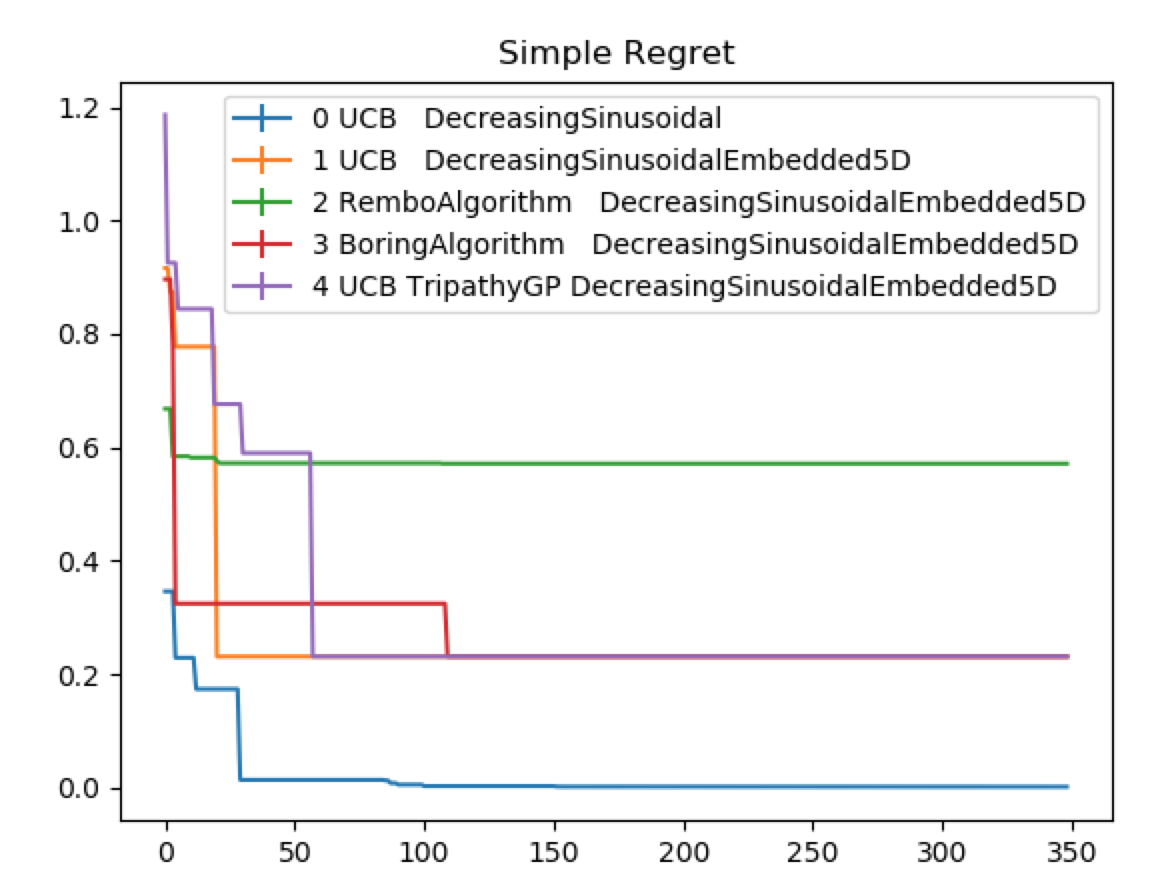 Simple Regret
1.2
1.0
0.8
0.6
0.4
0.2
0.0
0 UCB   DecreasingSinusoidal
1 UCB   DecreasingSinusoidalEmbedded5D
2 RemboAlgorithm   DecreasingSinusoidalEmbedded5D
3 BoringAlgorithm   DecreasingSinusoidalEmbedded5D
4 UCB TripathyGP DecreasingSinusoidalEmbedded5D
0 50 100 150 200 250 300 350